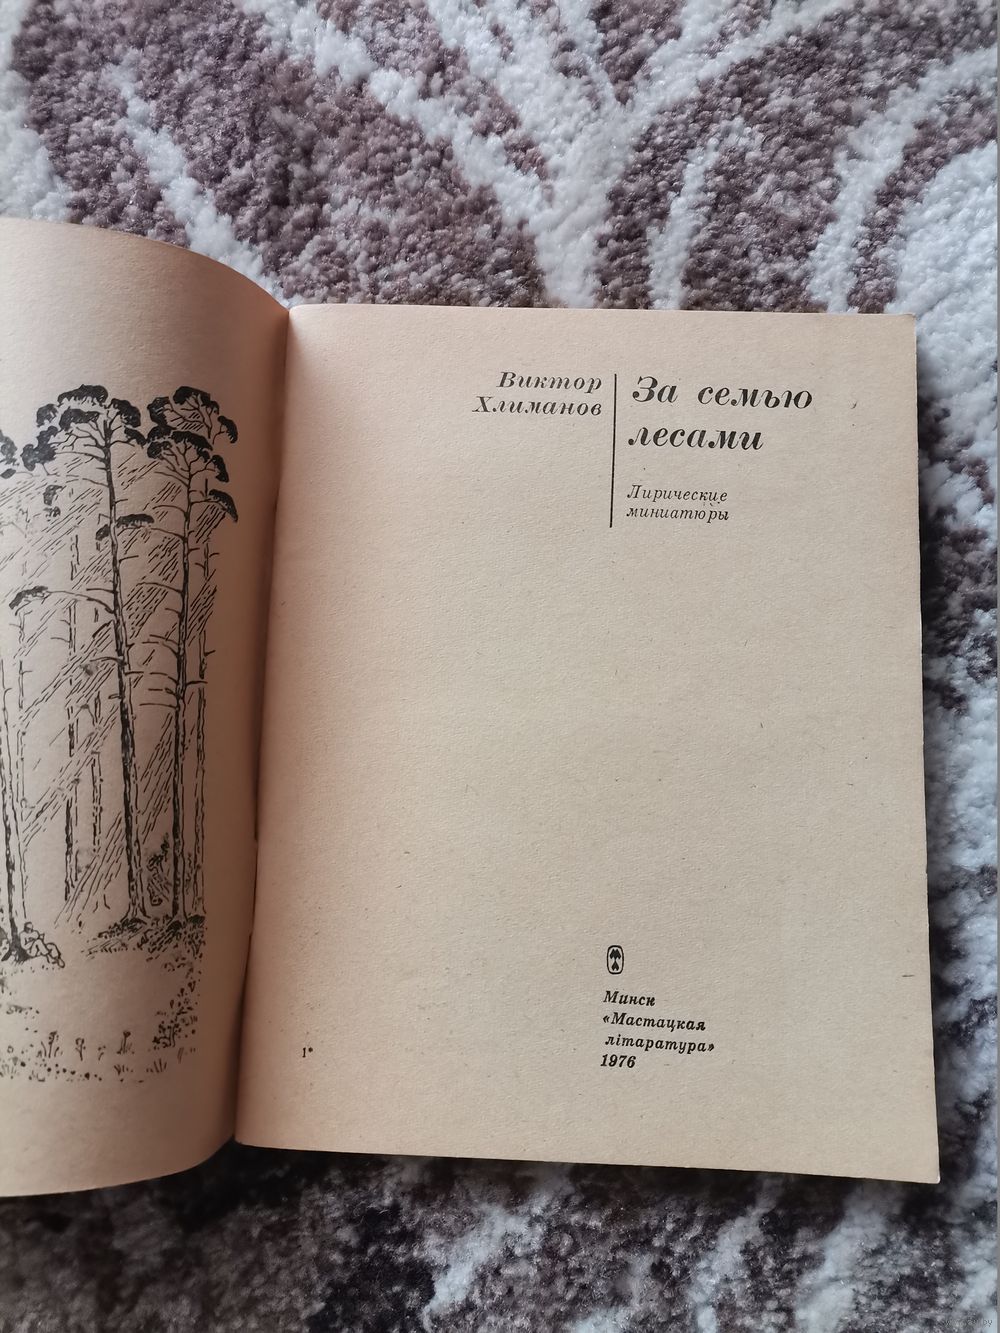 Виктор
Хлиманов
За семью
лесами
Лирические
миниатюры
Минск
«Мастацкая
літаратура»
1976
1*